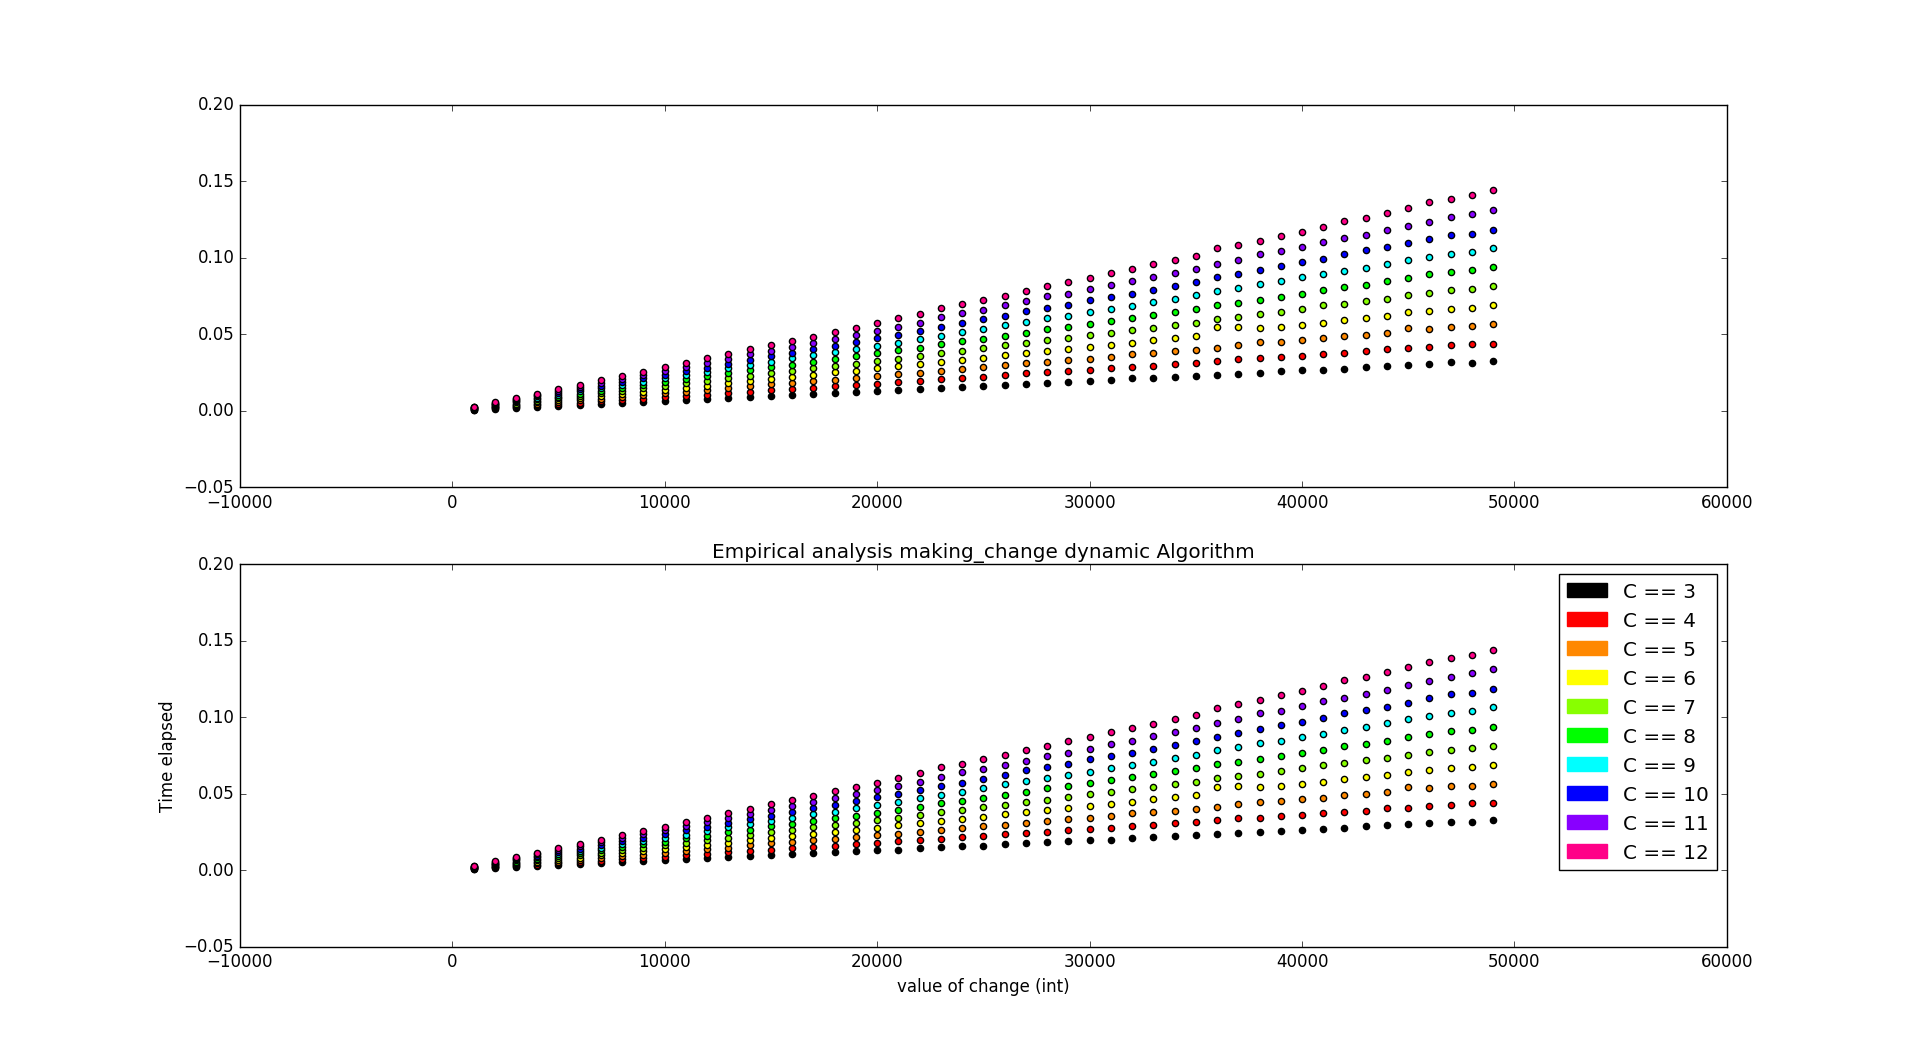 0.20
0.15
0.10
0.05
0.00
−0.05
−10000 0 10000 20000 30000 40000 50000 60000
Empirical analysis making_change dynamic Algorithm
0.20
0.15
0.10
0.05
0.00
−0.05
Time elapsed
C == 3
C == 4
C == 5
C == 6
C == 7
C == 8
C == 9
C == 10
C == 11
C == 12
−10000 0 10000 20000 30000 40000 50000 60000
value of change (int)